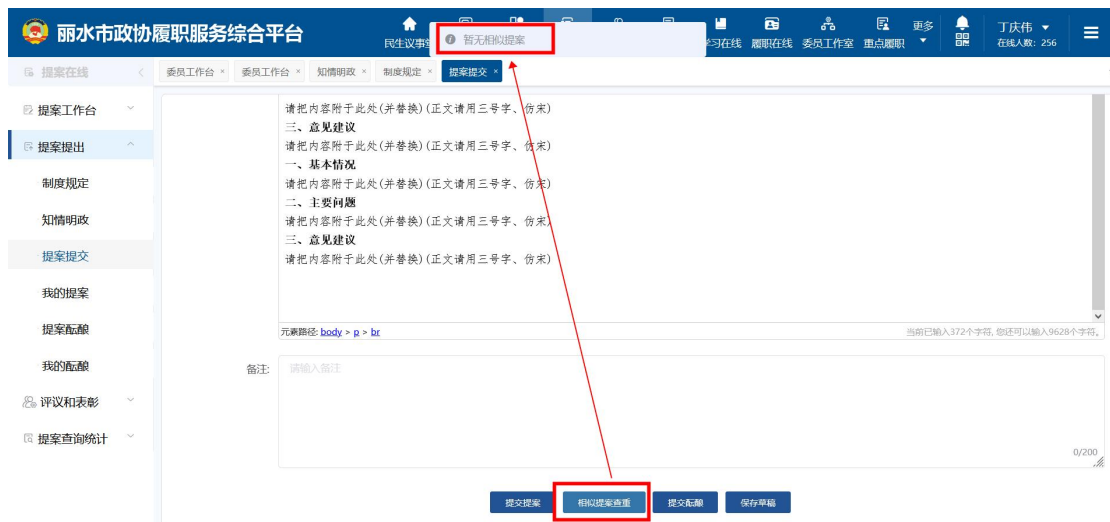 丽水市政协履职服务综合平台
民生议事堂
暂无相似提案
学习在线 履职在线 委员工作室 重点履职 更多
丁庆伟
在线人数: 256
提案在线
委员工作台 × 委员工作台 × 知情明政 × 制度规定 × 提案提交 ×
提案工作台
提案提出
制度规定
知情明政
提案提交
我的提案
提案酝酿
我的酝酿
评议和表彰
提案查询统计
请把内容附于此处(并替换)(正文请用三号字、仿宋)
三、意见建议
请把内容附于此处(并替换)(正文请用三号字、仿宋)
一、基本情况
请把内容附于此处(并替换)(正文请用三号字、仿宋)
二、主要问题
请把内容附于此处(并替换)(正文请用三号字、仿宋)
三、意见建议
请把内容附于此处(并替换)(正文请用三号字、仿宋)
元素路径: body > p > br
当前已输入372个字符, 您还可以输入9628个字符。
备注:
请输入备注
0/200
提交提案 相似提案查重 提交酝酿 保存草稿